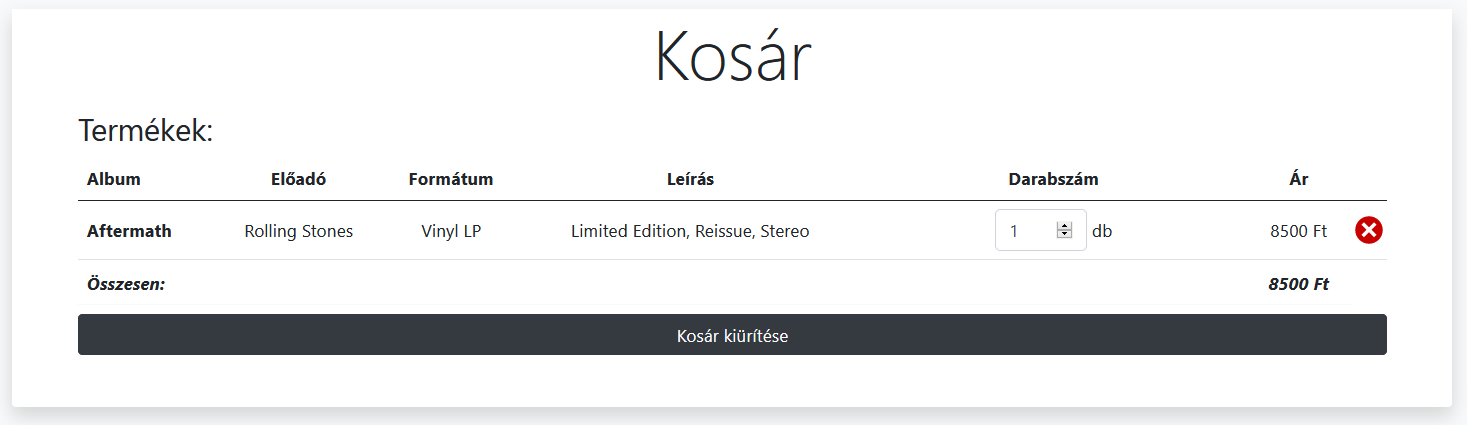 Kosár
Termékek:
Album Előadó Formátum Leírás Darabszám Ár
Aftermath Rolling Stones Vinyl LP Limited Edition, Reissue, Stereo 1 db 8500 Ft
Összesen: 8500 Ft
Kosár kiürítése